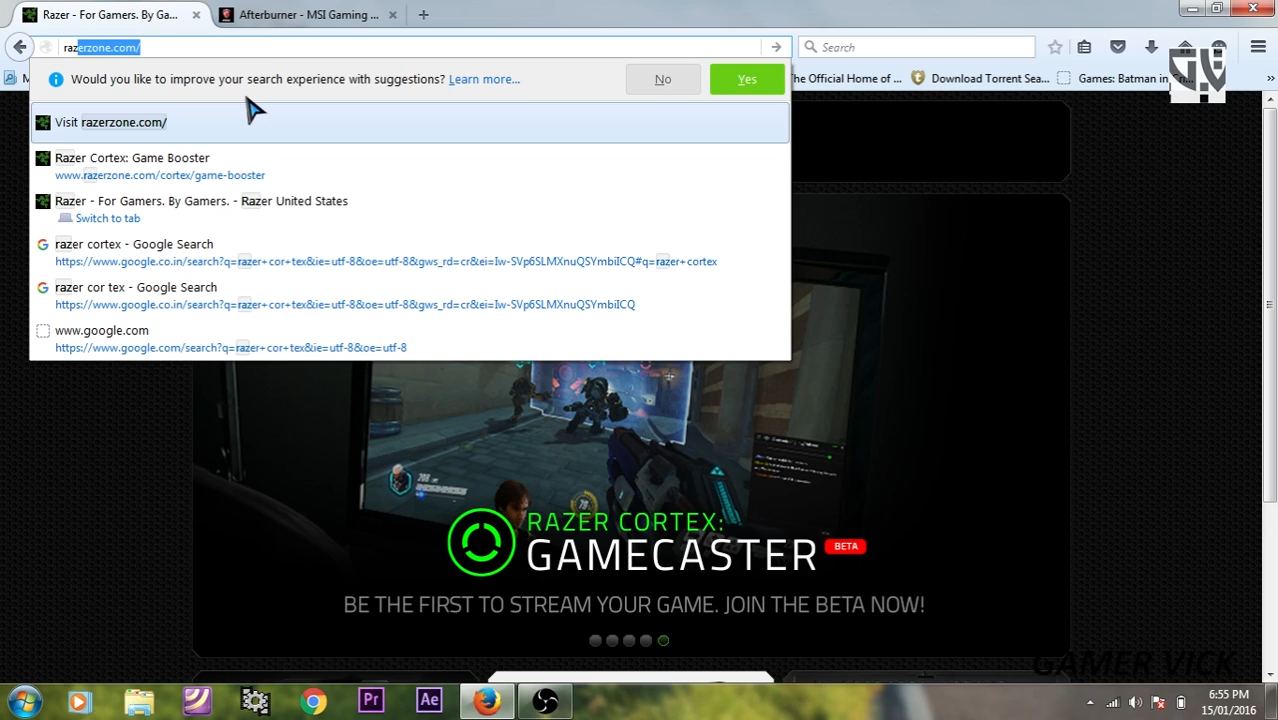 Razer - For Gamers. By Ga...
Afterburner - MSI Gaming ...
razerzone.com/
Search
Would you like to improve your search experience with suggestions? Learn more...
No
Yes
The Official Home of ...
Download Torrent Sea...
Games: Batman in Cri...
Visit razerzone.com/
Razer Cortex: Game Booster
www.razerzone.com/cortex/game-booster
Razer - For Gamers. By Gamers. - Razer United States
Switch to tab
razer cortex - Google Search
https://www.google.co.in/search?q=razer+cor+tex&ie=utf-8&oe=utf-8&gws_rd=cr&ei=Iw-SVp6SLMXnuQSYmbiICQ#q=razer+cortex
razer cor tex - Google Search
https://www.google.co.in/search?q=razer+cor+tex&ie=utf-8&oe=utf-8&gws_rd=cr&ei=Iw-SVp6SLMXnuQSYmbiICQ
www.google.com
https://www.google.com/search?q=razer+cor+tex&ie=utf-8&oe=utf-8
RAZER CORTEX:
GAMECASTER
BETA
BE THE FIRST TO STREAM YOUR GAME. JOIN THE BETA NOW!
GAMER VICK
Pr
Ae
6:55 PM
15/01/2016